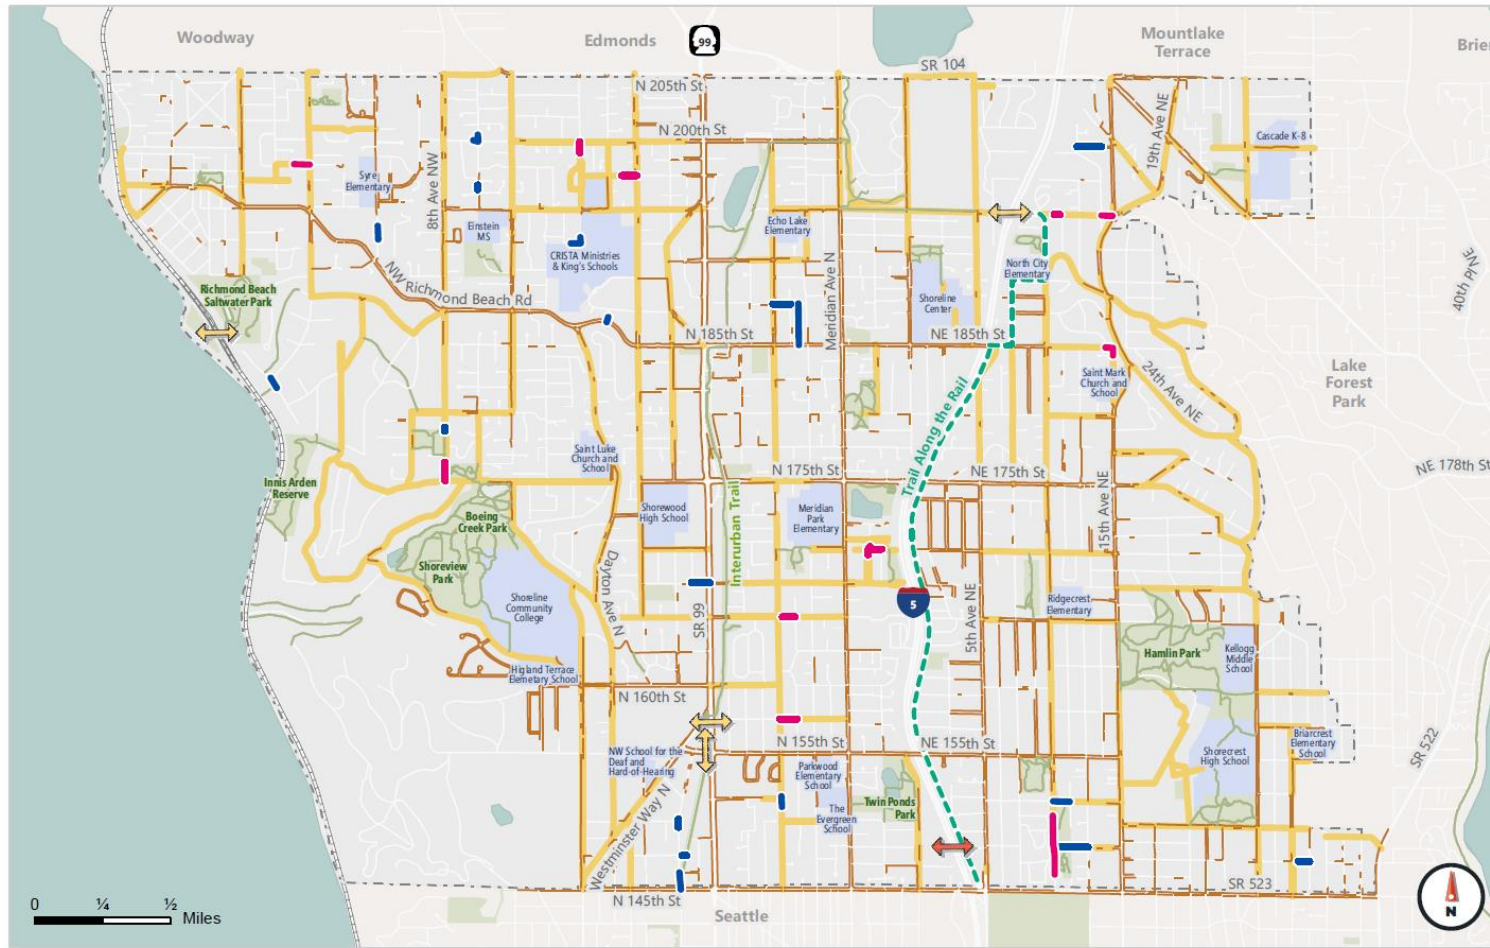 Woodway
Edmonds
99
Mountlake
Terrace
SR 104
N 205th St
N 200th St
19th Ave NE
Cascade K-8
Syre
Elementary
8th Ave NW
Einstein
MS
CRISTA Ministries
& King's Schools
Echo Lake
Elementary
Meridian Ave N
Shoreline
Center
North City
Elementary
40th Pl NE
Richmond Beach
Saltwater Park
NW Richmond Beach Rd
N 185th St
NE 185th St
Saint Mark
Church and
School
24th Ave NE
Lake
Forest
Park
Trail Along the Rail
Saint Luke
Church and
School
N 175th St
NE 175th St
NE 178th St
Innis Arden
Reserve
Boeing
Creek Park
Shorewood
High School
Interurban Trail
Meridian
Park
Elementary
15th Ave NE
Shoreview
Park
Shoreline
Community
College
Dayton Ave N
SR 99
5
5th Ave NE
Ridgecrest
Elementary
Hamlin Park
Kellogg
Middle
School
Higland Terrace
Elemetary School
N 160th St
N 155th St
NE 155th St
NW School for the
Deaf and
Hard-of-Hearing
Parkwood
Elementary
School
The
Evergreen
School
Twin Ponds
Park
Shorecrest
High School
Briarcrest
Elementary
School
SR 522
Westminster Way N
N 145th St
SR 523
Seattle
0 ¼ ½
Miles
N